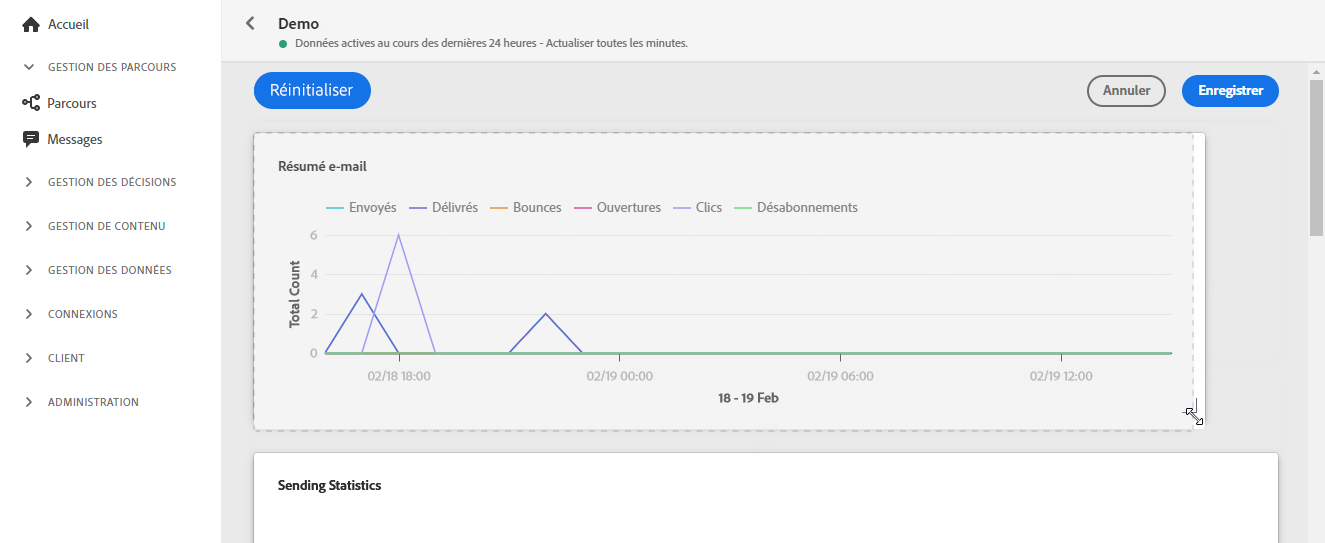 Accueil
GESTION DES PARCOURS
Parcours
Messages
GESTION DES DÉCISIONS
GESTION DE CONTENU
GESTION DES DONNÉES
CONNEXIONS
CLIENT
ADMINISTRATION
Demo
Données actives au cours des dernières 24 heures - Actualiser toutes les minutes.
Réinitialiser
Annuler
Enregistrer
Résumé e-mail
Envoyés Délivrés Bounces Ouvertures Clics Désabonnements
Total Count
6
4
2
0
02/18 18:00 02/19 00:00 02/19 06:00 02/19 12:00
18 - 19 Feb
Sending Statistics